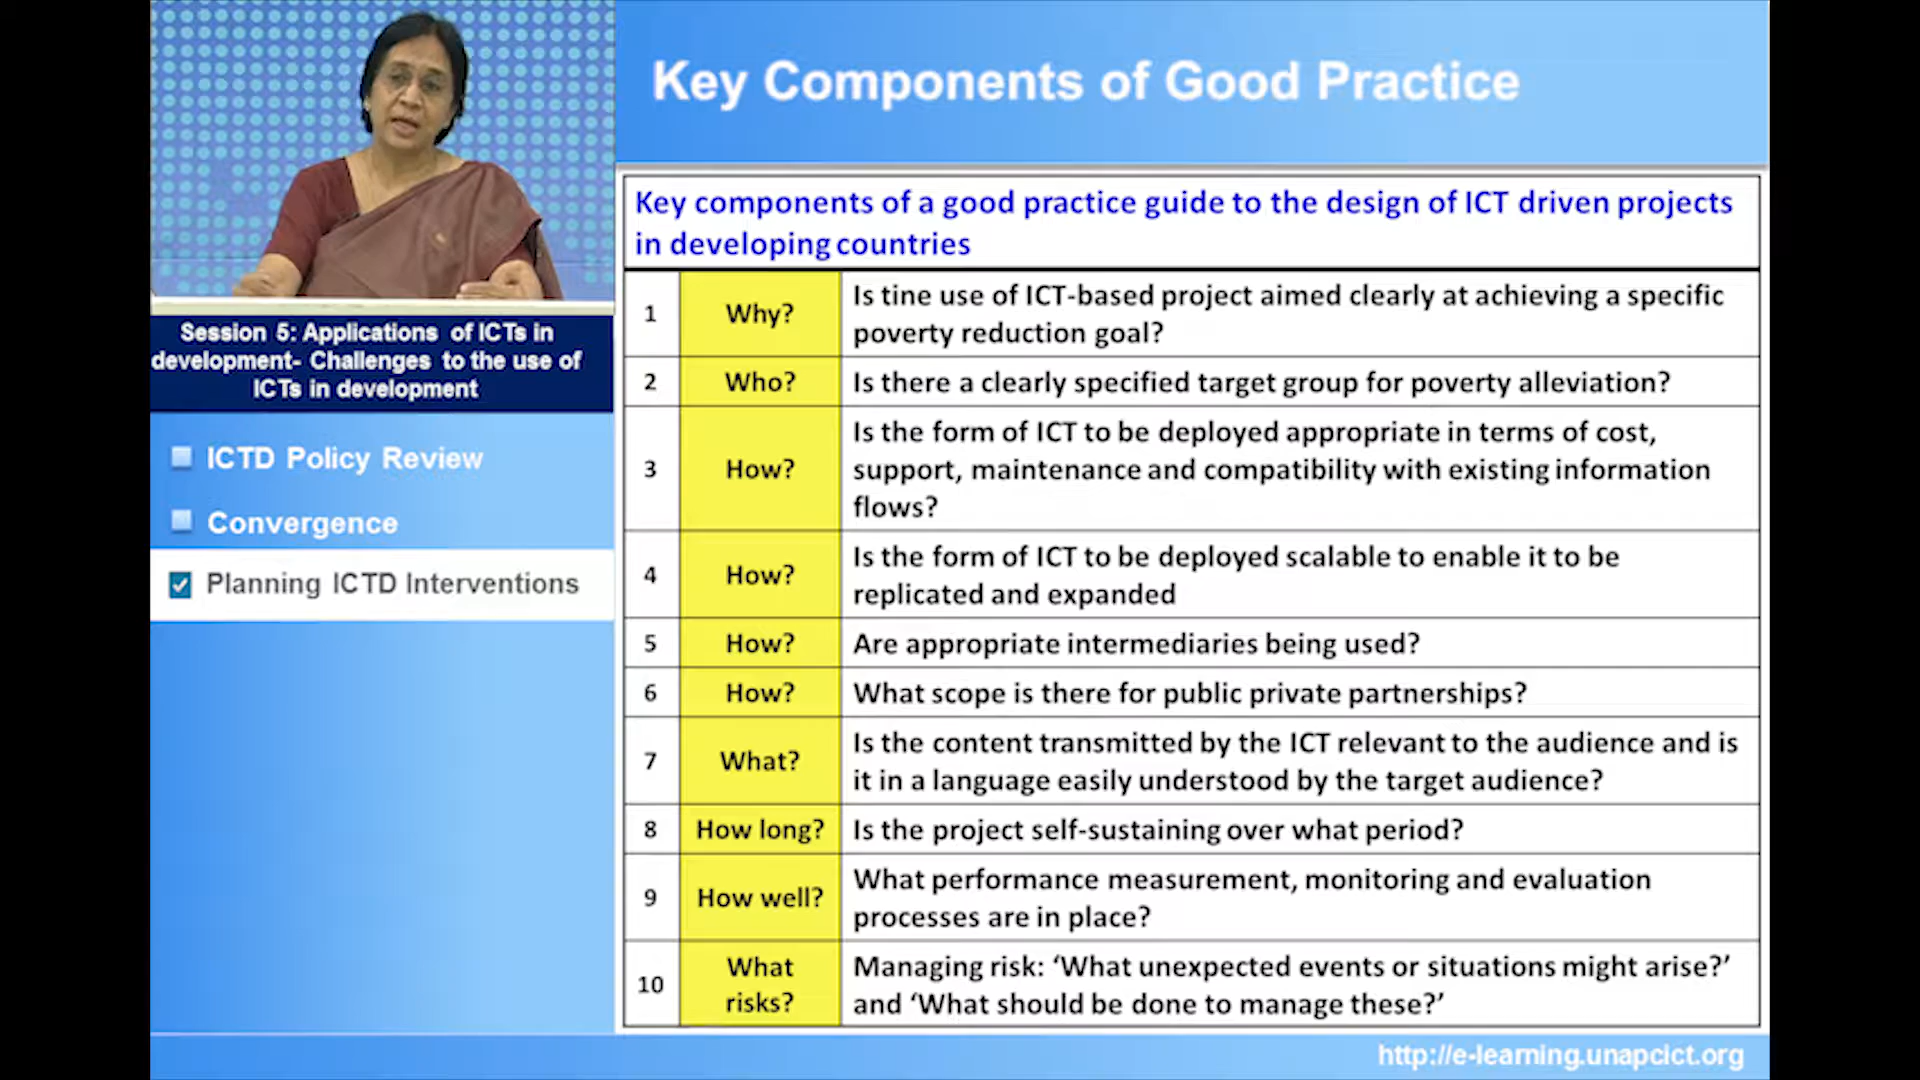 Key Components of Good Practice
Session 5: Applications of ICTs in
development- Challenges to the use of
ICTs in development
ICTD Policy Review
Convergence
Planning ICTD Interventions
Key components of a good practice guide to the design of ICT driven projects
in developing countries
1 Why? Is tine use of ICT-based project aimed clearly at achieving a specific
poverty reduction goal?
2 Who? Is there a clearly specified target group for poverty alleviation?
3 How? Is the form of ICT to be deployed appropriate in terms of cost,
support, maintenance and compatibility with existing information
flows?
4 How? Is the form of ICT to be deployed scalable to enable it to be
replicated and expanded
5 How? Are appropriate intermediaries being used?
6 How? What scope is there for public private partnerships?
7 What? Is the content transmitted by the ICT relevant to the audience and is
it in a language easily understood by the target audience?
8 How long? Is the project self-sustaining over what period?
9 How well? What performance measurement, monitoring and evaluation
processes are in place?
10 What risks? Managing risk: ‘What unexpected events or situations might arise?’
and ‘What should be done to manage these?’
http://e-learning.unapcict.org